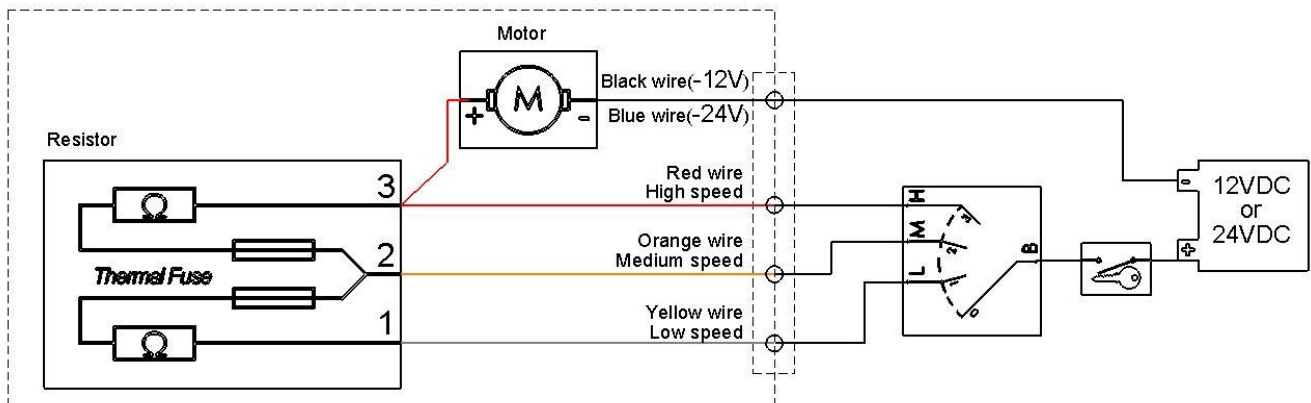 Motor
M
+
-
Black wire(-12V)
Blue wire(-24V)
Resistor
Ω
3
Thermal Fuse
2
Ω
1
Red wire
High speed
Orange wire
Medium speed
Yellow wire
Low speed
H
M
L
3
2
1
0
B
-
+
12VDC
or
24VDC